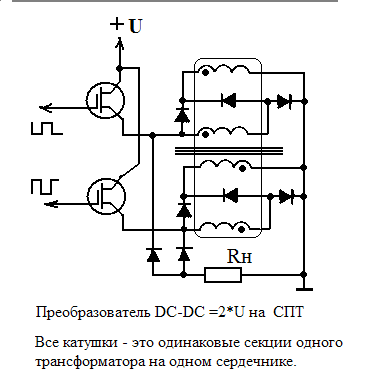 +U
Rн
Преобразователь DC-DC =2*U на СПТ
Все катушки - это одинаковые секции одного
трансформатора на одном сердечнике.